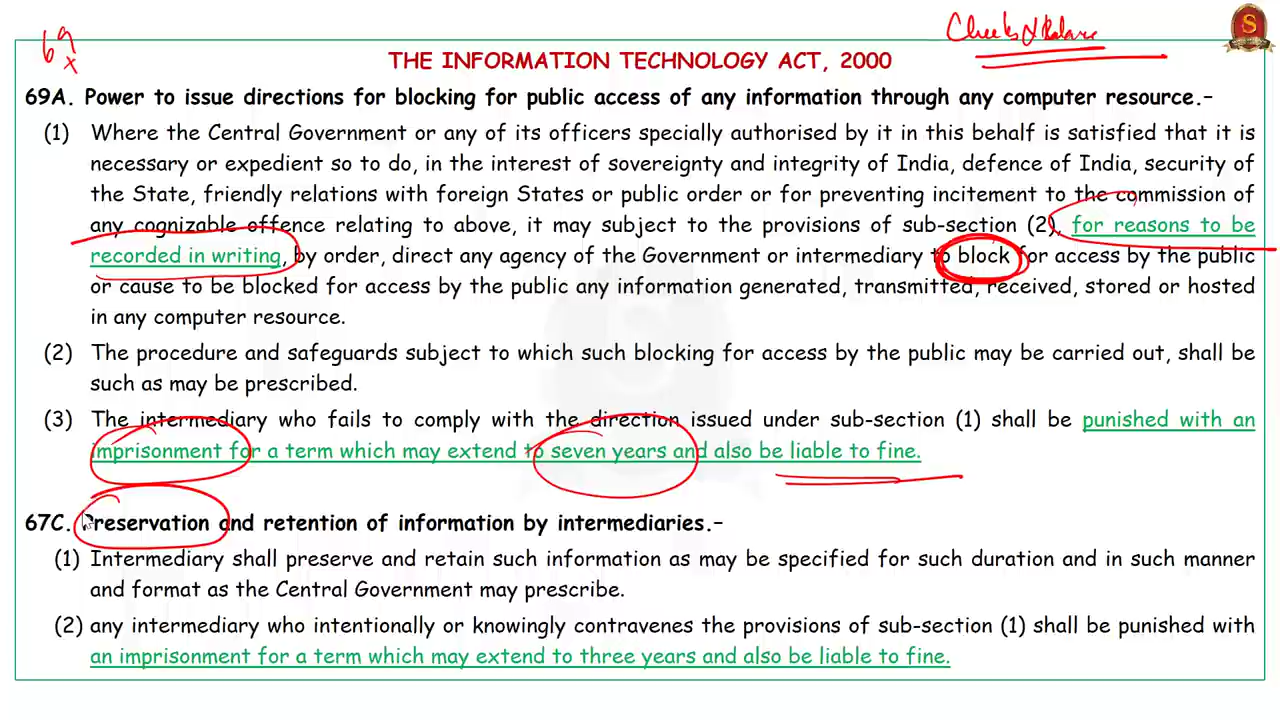 69
x
Checks & Balance
S
THE INFORMATION TECHNOLOGY ACT, 2000
69A. Power to issue directions for blocking for public access of any information through any computer resource.–
(1) Where the Central Government or any of its officers specially authorised by it in this behalf is satisfied that it is
necessary or expedient so to do, in the interest of sovereignty and integrity of India, defence of India, security of
the State, friendly relations with foreign States or public order or for preventing incitement to the commission of
any cognizable offence relating to above, it may subject to the provisions of sub-section (2), for reasons to be
recorded in writing, by order, direct any agency of the Government or intermediary to block for access by the public
or cause to be blocked for access by the public any information generated, transmitted, received, stored or hosted
in any computer resource.
(2) The procedure and safeguards subject to which such blocking for access by the public may be carried out, shall be
such as may be prescribed.
(3) The intermediary who fails to comply with the direction issued under sub-section (1) shall be punished with an
imprisonment for a term which may extend to seven years and also be liable to fine.
67C. Preservation and retention of information by intermediaries.–
(1) Intermediary shall preserve and retain such information as may be specified for such duration and in such manner
and format as the Central Government may prescribe.
(2) any intermediary who intentionally or knowingly contravenes the provisions of sub-section (1) shall be punished with
an imprisonment for a term which may extend to three years and also be liable to fine.